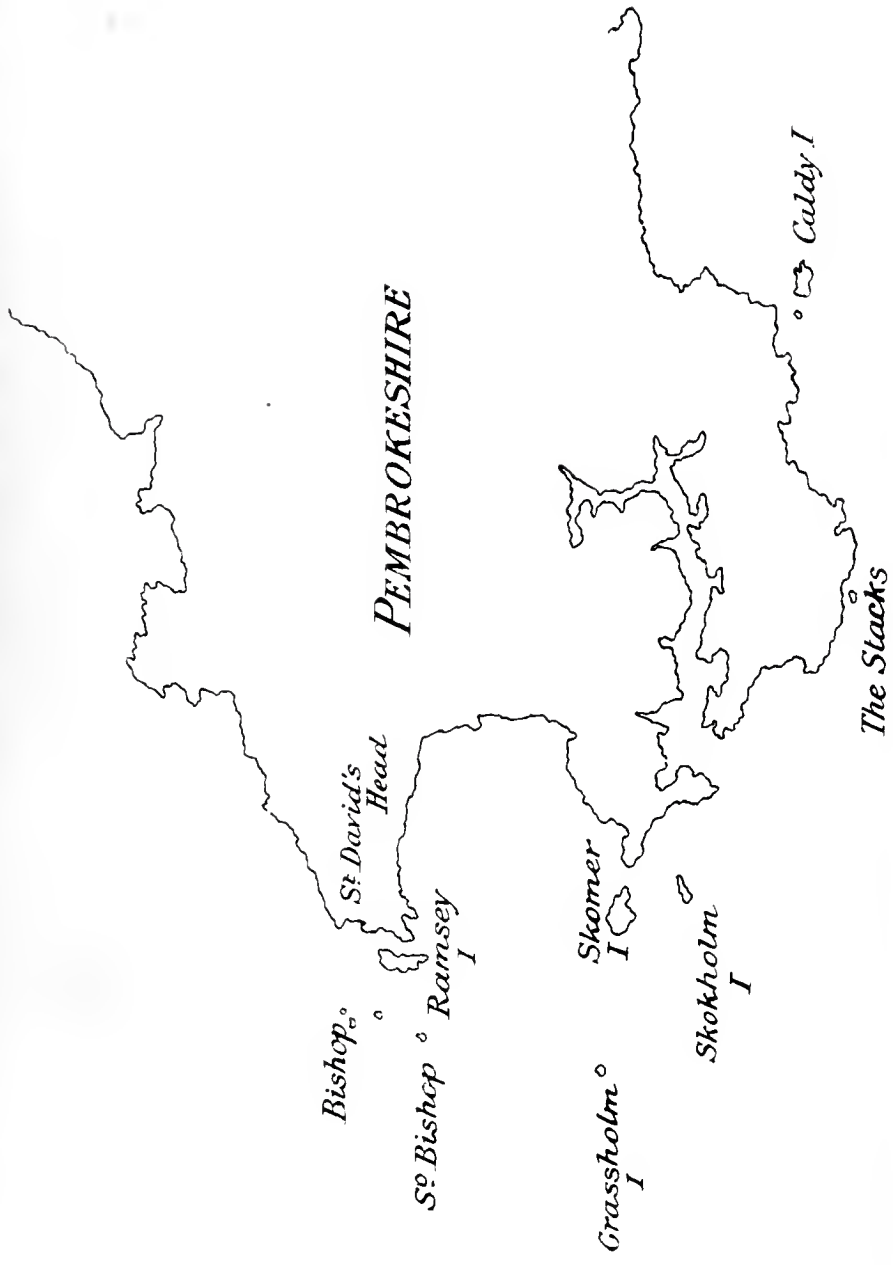 PEMBROKESHIRE
St. David's
Head
Bishop
Ramsey
I
So Bishop
Skomer
I
Grassholm
I
Skokholm
I
Caldy I
The Stacks